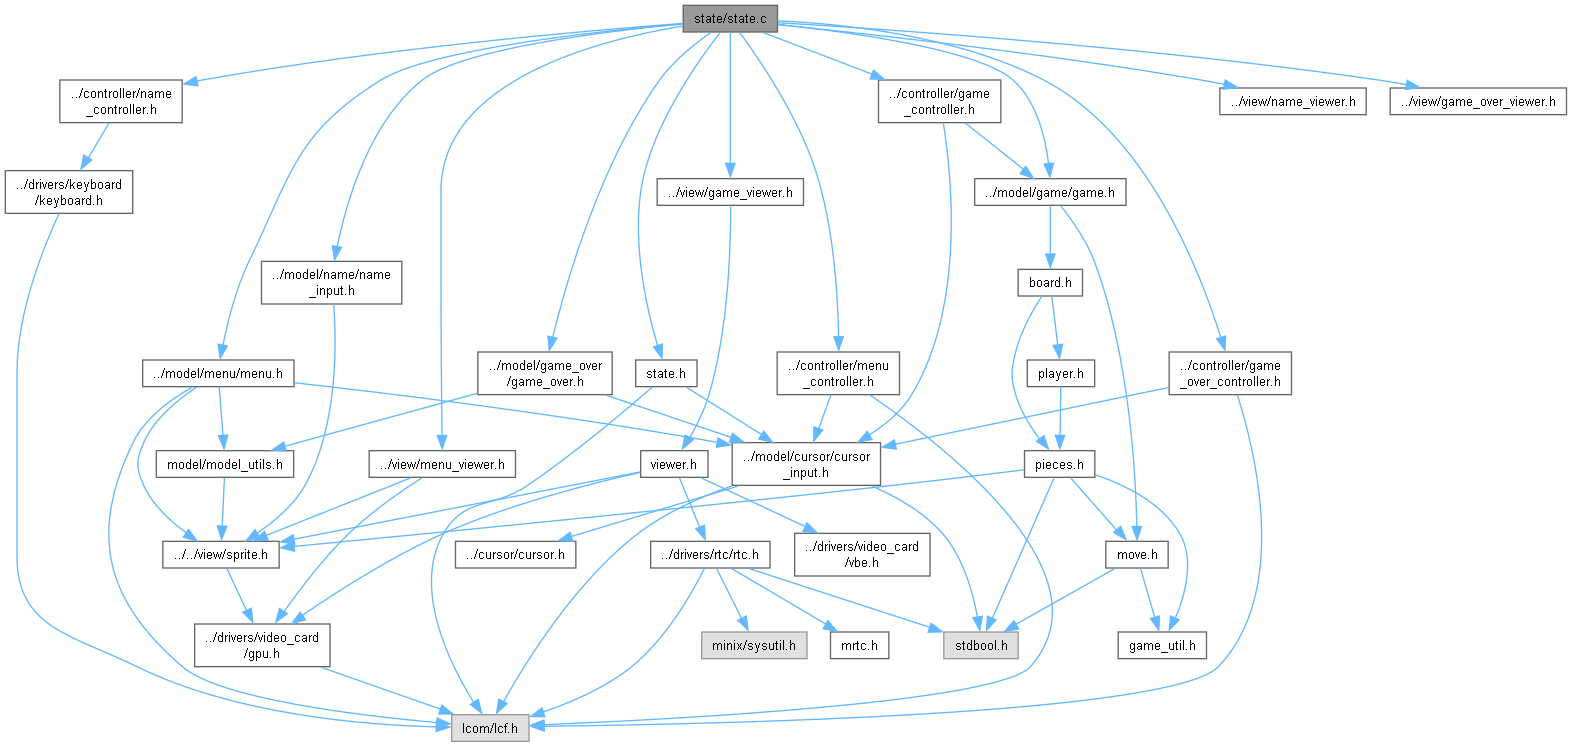 state/state.c
../controller/name
_controller.h
../controller/game
_controller.h
../view/name_viewer.h
../view/game_over_viewer.h
../drivers/keyboard
/keyboard.h
../view/game_viewer.h
../model/game/game.h
../model/name/name
_input.h
board.h
../model/menu/menu.h
../model/game_over
/game_over.h
state.h
../controller/menu
_controller.h
player.h
../controller/game
_over_controller.h
model/model_utils.h
../view/menu_viewer.h
viewer.h
../model/cursor/cursor
_input.h
pieces.h
../../view/sprite.h
../cursor/cursor.h
../drivers/rtc/rtc.h
../drivers/video_card
/vbe.h
move.h
../drivers/video_card
/gpu.h
minix/sysutil.h
mrtc.h
stdbool.h
game_util.h
lcom/lcf.h